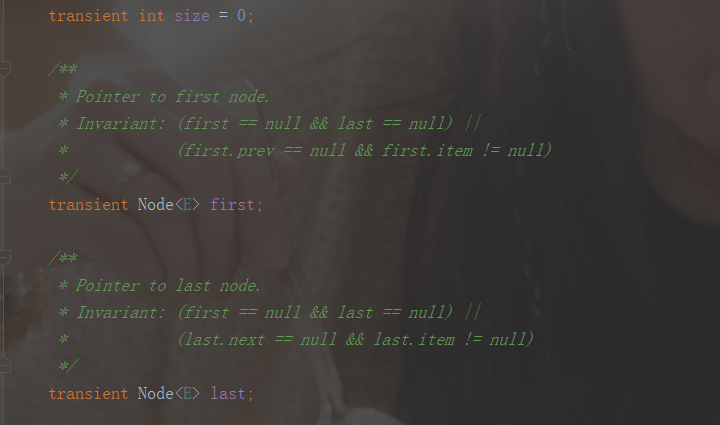 transient int size = 0;
/**
* Pointer to first node.
* Invariant: (first == null && last == null) ||
* (first.prev == null && first.item != null)
*/
transient Node<E> first;
/**
* Pointer to last node.
* Invariant: (first == null && last == null) ||
* (last.next == null && last.item != null)
*/
transient Node<E> last;